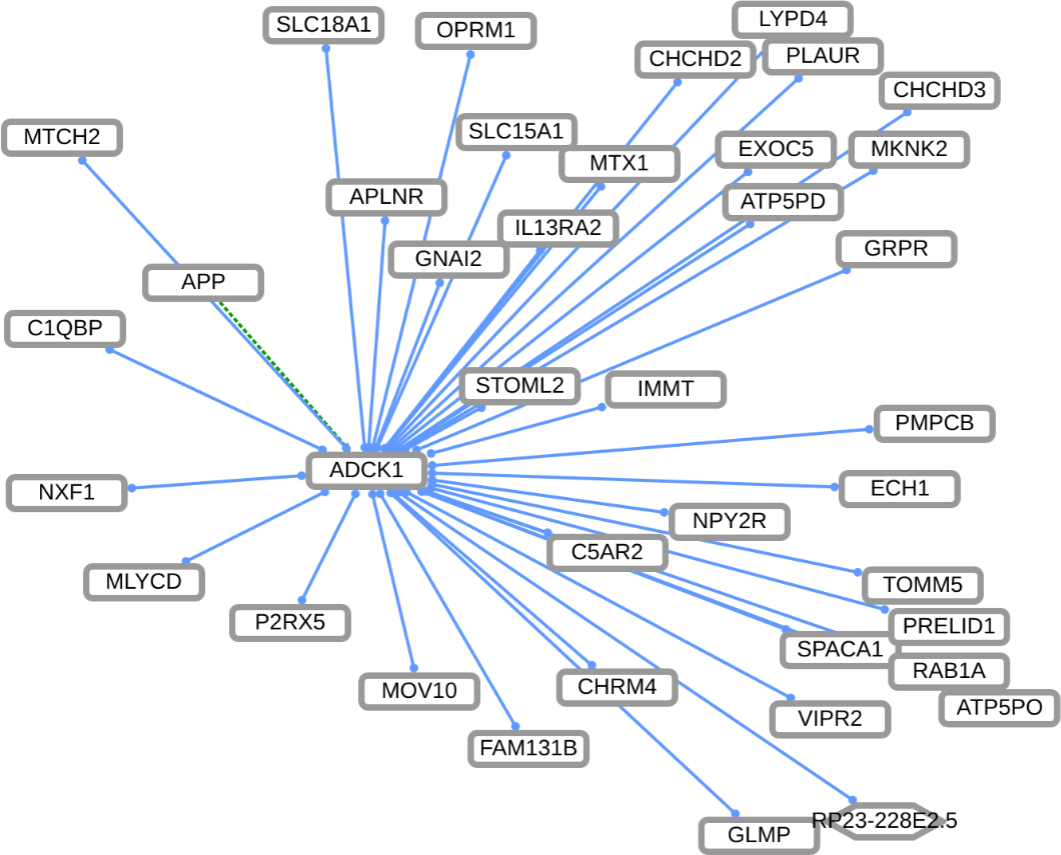 LYPD4
SLC18A1
OPRM1
CHCHD2
PLAUR
CHCHD3
MTCH2
SLC15A1
MTX1
EXOC5
MKNK2
APLNR
ATP5PD
IL13RA2
GNAI2
GRPR
APP
C1QBP
STOML2
IMMT
PMPCB
ADCK1
NXF1
ECH1
NPY2R
C5AR2
MLYCD
TOMM5
P2RX5
PRELID1
SPACA1
RAB1A
MOV10
CHRM4
ATP5PO
VIPR2
FAM131B
RP23-228E2.5
GLMP